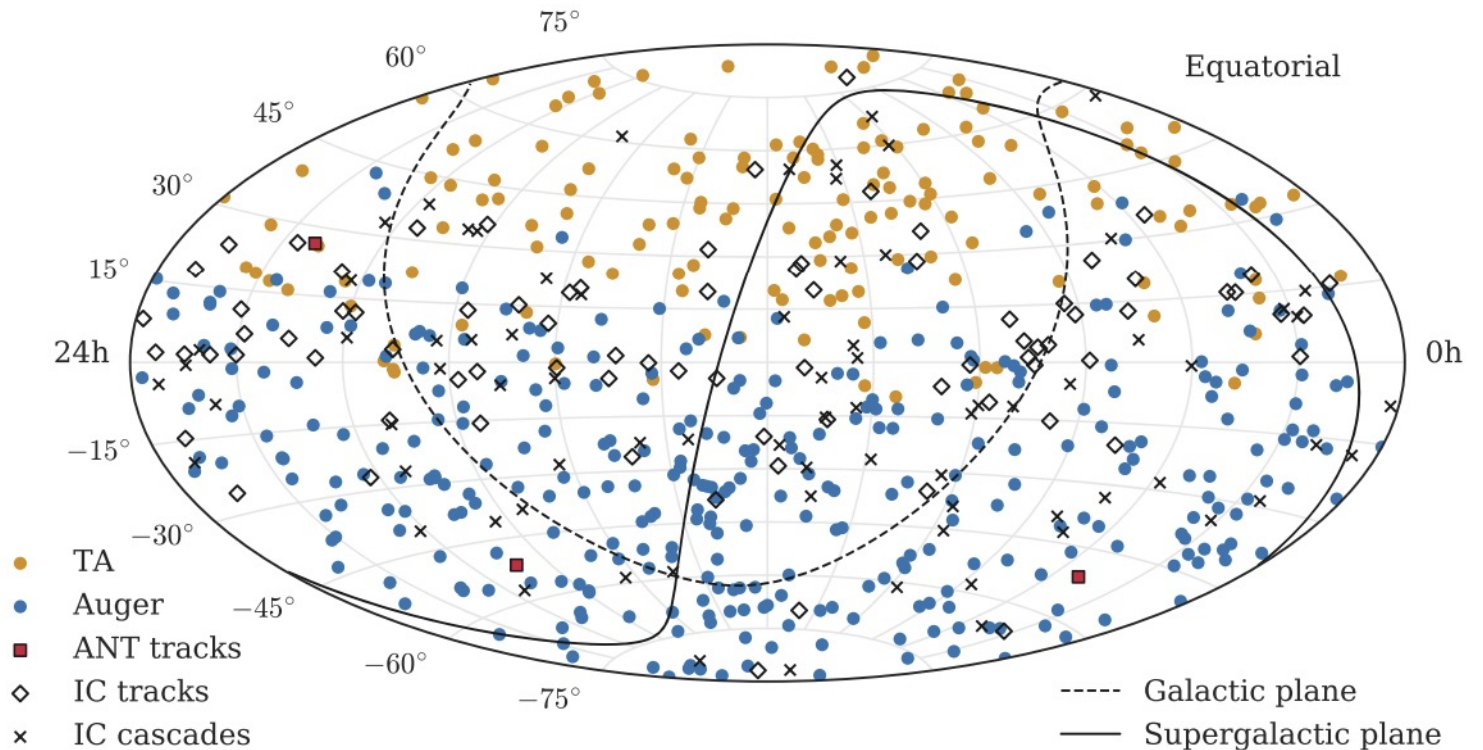 75°
60°
Equatorial
45°
30°
15°
24h
0h
−15°
−30°
TA
Auger
−45°
ANT tracks
−60°
IC tracks
−75°
Galactic plane
IC cascades
Supergalactic plane